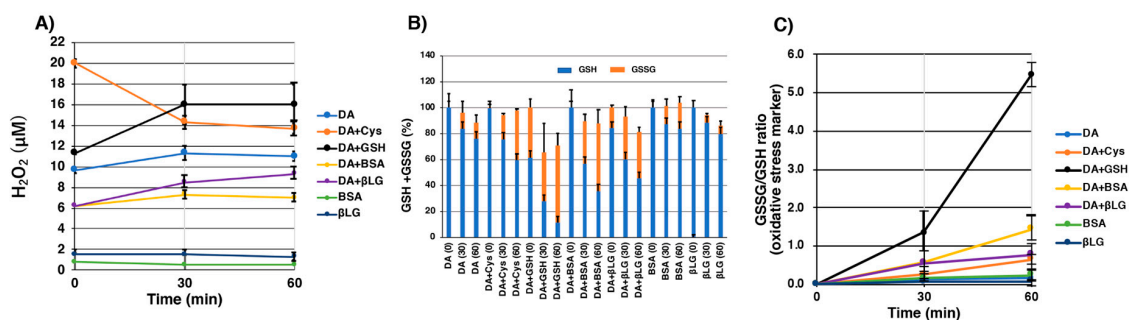 A)
H₂O₂ (μM)
22
20
18
16
14
12
10
8
6
4
2
0
0
30
60
Time (min)
DA
DA+Cys
DA+GSH
DA+BSA
DA+βLG
BSA
βLG
B)
GSH +GSSG (%)
140
120
100
80
60
40
20
0
GSH
GSSG
DA (0)
DA (30)
DA (60)
DA+Cys (0)
DA+Cys (30)
DA+Cys (60)
DA+GSH (0)
DA+GSH (30)
DA+GSH (60)
DA+BSA (0)
DA+BSA (30)
DA+BSA (60)
DA+βLG (0)
DA+βLG (30)
DA+βLG (60)
BSA (0)
BSA (30)
BSA (60)
βLG (0)
βLG (30)
βLG (60)
C)
GSSG/GSH ratio
(oxidative stress marker)
6.0
5.0
4.0
3.0
2.0
1.0
0.0
0
30
60
Time (min)
DA
DA+Cys
DA+GSH
DA+BSA
DA+βLG
BSA
βLG